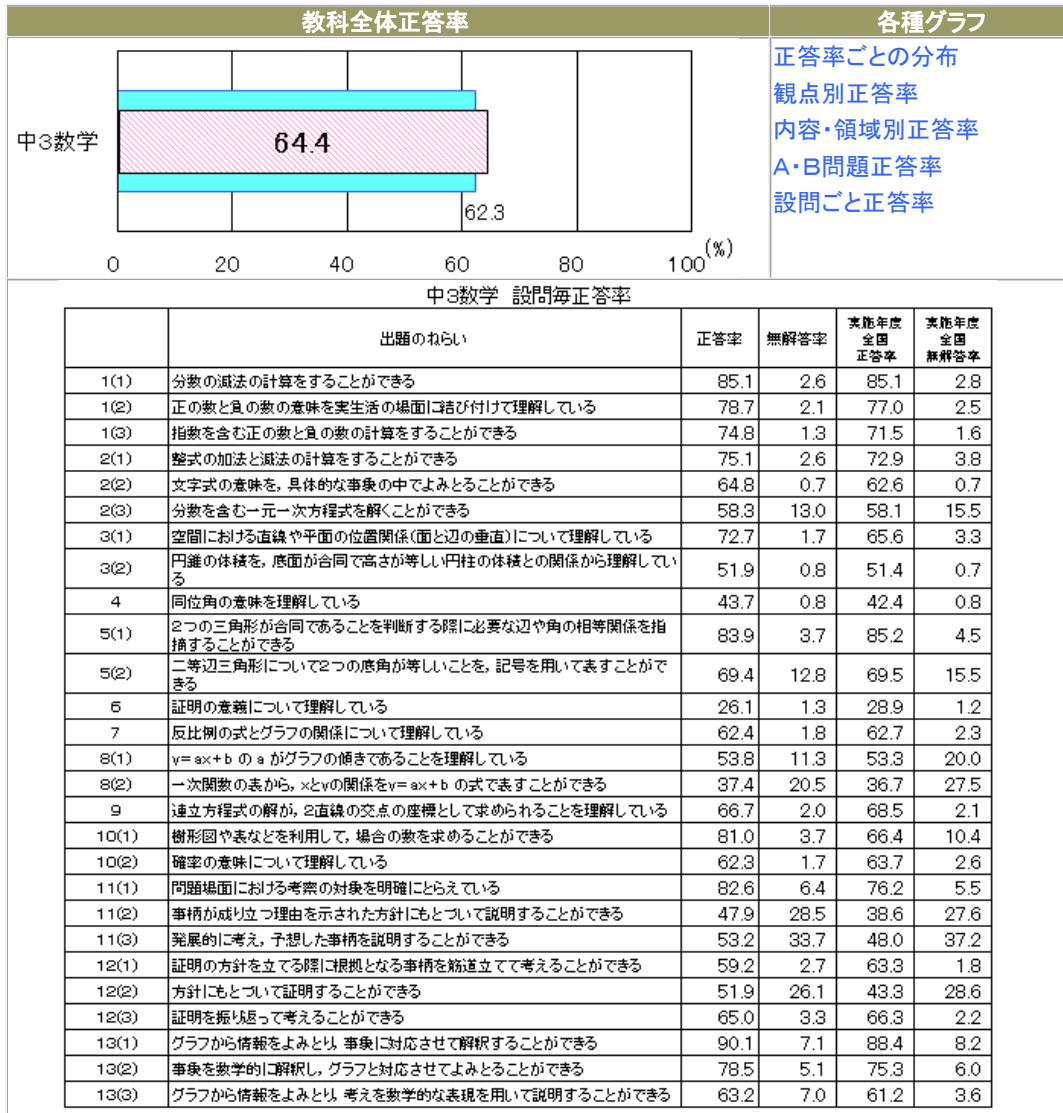 教科全体正答率 各種グラフ
正答率ごとの分布
観点別正答率
内容・領域別正答率
A・B問題正答率
設問ごと正答率
中3数学 64.4
62.3
0 20 40 60 80 100 (%)
中3数学 設問毎正答率
出題のねらい 正答率 無解答率 実施年度 全国 正答率 実施年度 全国 無解答率
1(1) 分数の減法の計算をすることができる 85.1 2.6 85.1 2.8
1(2) 正の数と負の数の意味を実生活の場面に結び付けて理解している 78.7 2.1 77.0 2.5
1(3) 指数を含む正の数と負の数の計算をすることができる 74.8 1.3 71.5 1.6
2(1) 整式の加法と減法の計算をすることができる 75.1 2.6 72.9 3.8
2(2) 文字式の意味を,具体的な事象の中でよみとることができる 64.8 0.7 62.6 0.7
2(3) 分数を含む一元一次方程式を解くことができる 58.3 13.0 58.1 15.5
3(1) 空間における直線や平面の位置関係(面と辺の垂直)について理解している 72.7 1.7 65.6 3.3
3(2) 円錐の体積を,底面が合同で高さが等しい円柱の体積との関係から理解してい
る 51.9 0.8 51.4 0.7
4 同位角の意味を理解している 43.7 0.8 42.4 0.8
5(1) 2つの三角形が合同であることを判断する際に必要な辺や角の相等関係を指
摘することができる 83.9 3.7 85.2 4.5
5(2) 二等辺三角形について2つの底角が等しいことを,記号を用いて表すことがで
きる 69.4 12.8 69.5 15.5
6 証明の意義について理解している 26.1 1.3 28.9 1.2
7 反比例の式とグラフの関係について理解している 62.4 1.8 62.7 2.3
8(1) y=ax+b の a がグラフの傾きであることを理解している 53.8 11.3 53.3 20.0
8(2) 一次関数の表から,xとyの関係をy=ax+b の式で表すことができる 37.4 20.5 36.7 27.5
9 連立方程式の解が,2直線の交点の座標として求められることを理解している 66.7 2.0 68.5 2.1
10(1) 樹形図や表などを利用して,場合の数を求めることができる 81.0 3.7 66.4 10.4
10(2) 確率の意味について理解している 62.3 1.7 63.7 2.6
11(1) 問題場面における考察の対象を明確にとらえている 82.6 6.4 76.2 5.5
11(2) 事柄が成り立つ理由を示された方針にもとづいて説明することができる 47.9 28.5 38.6 27.6
11(3) 発展的に考え,予想した事柄を説明することができる 53.2 33.7 48.0 37.2
12(1) 証明の方針を立てる際に根拠となる事柄を筋道立てて考えることができる 59.2 2.7 63.3 1.8
12(2) 方針にもとづいて証明することができる 51.9 26.1 43.3 28.6
12(3) 証明を振り返って考えることができる 65.0 3.3 66.3 2.2
13(1) グラフから情報をよみとり,事象に対応させて解釈することができる 90.1 7.1 88.4 8.2
13(2) 事象を数学的に解釈し,グラフと対応させてよみとることができる 78.5 5.1 75.3 6.0
13(3) グラフから情報をよみとり,考えを数学的な表現を用いて説明することができる 63.2 7.0 61.2 3.6